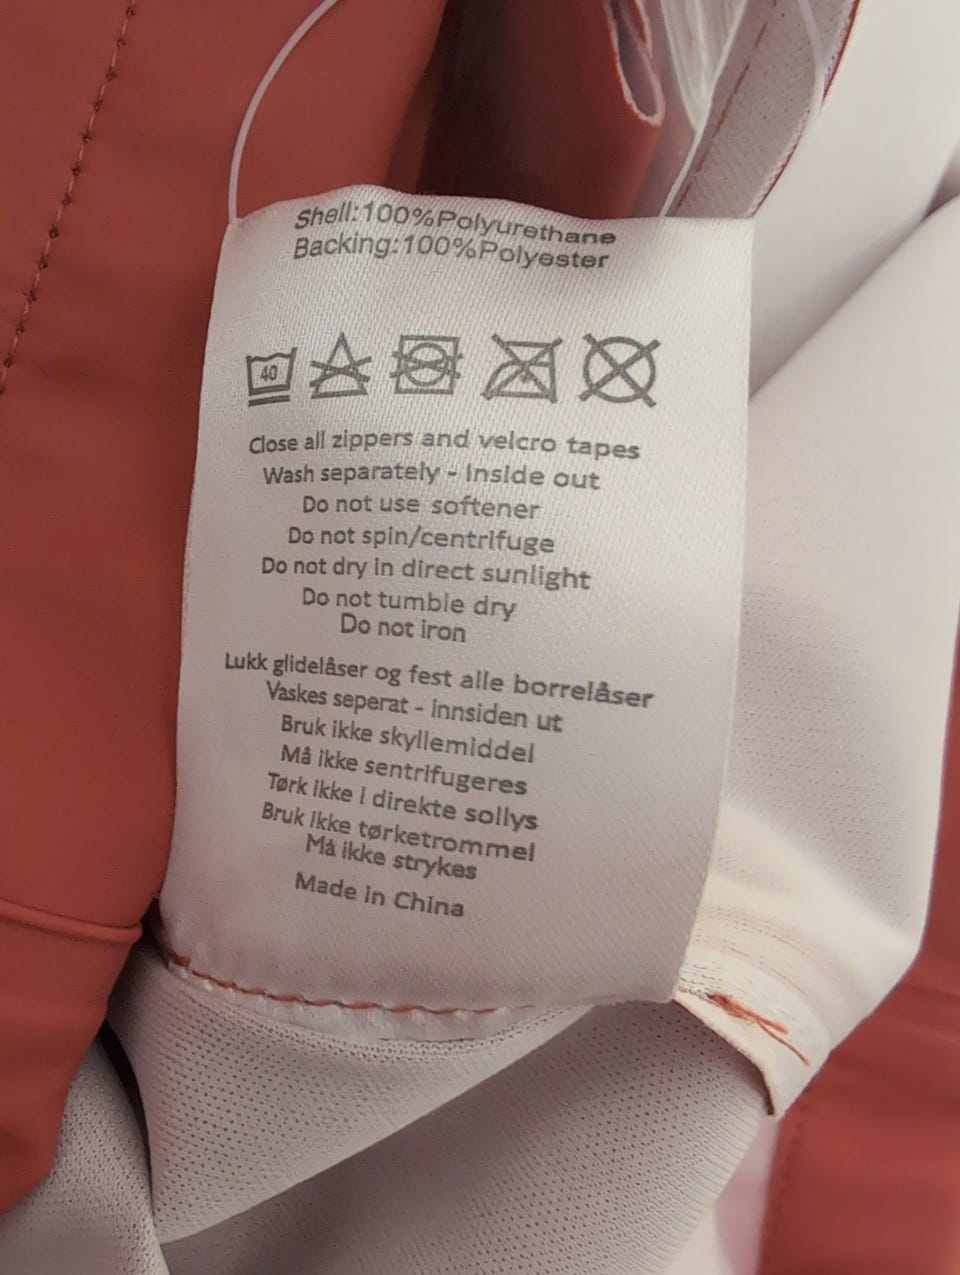 Shell:100%Polyurethane
Backing:100%Polyester
40
Close all zippers and velcro tapes
Wash separately - Inside out
Do not use softener
Do not spin/centrifuge
Do not dry in direct sunlight
Do not tumble dry
Do not iron
Lukk glidelåser og fest alle borrelåser
Vaskes seperat - innsiden ut
Bruk ikke skyllemiddel
Må ikke sentrifugeres
Tørk ikke I direkte sollys
Bruk ikke tørketrommel
Må ikke strykes
Made in China